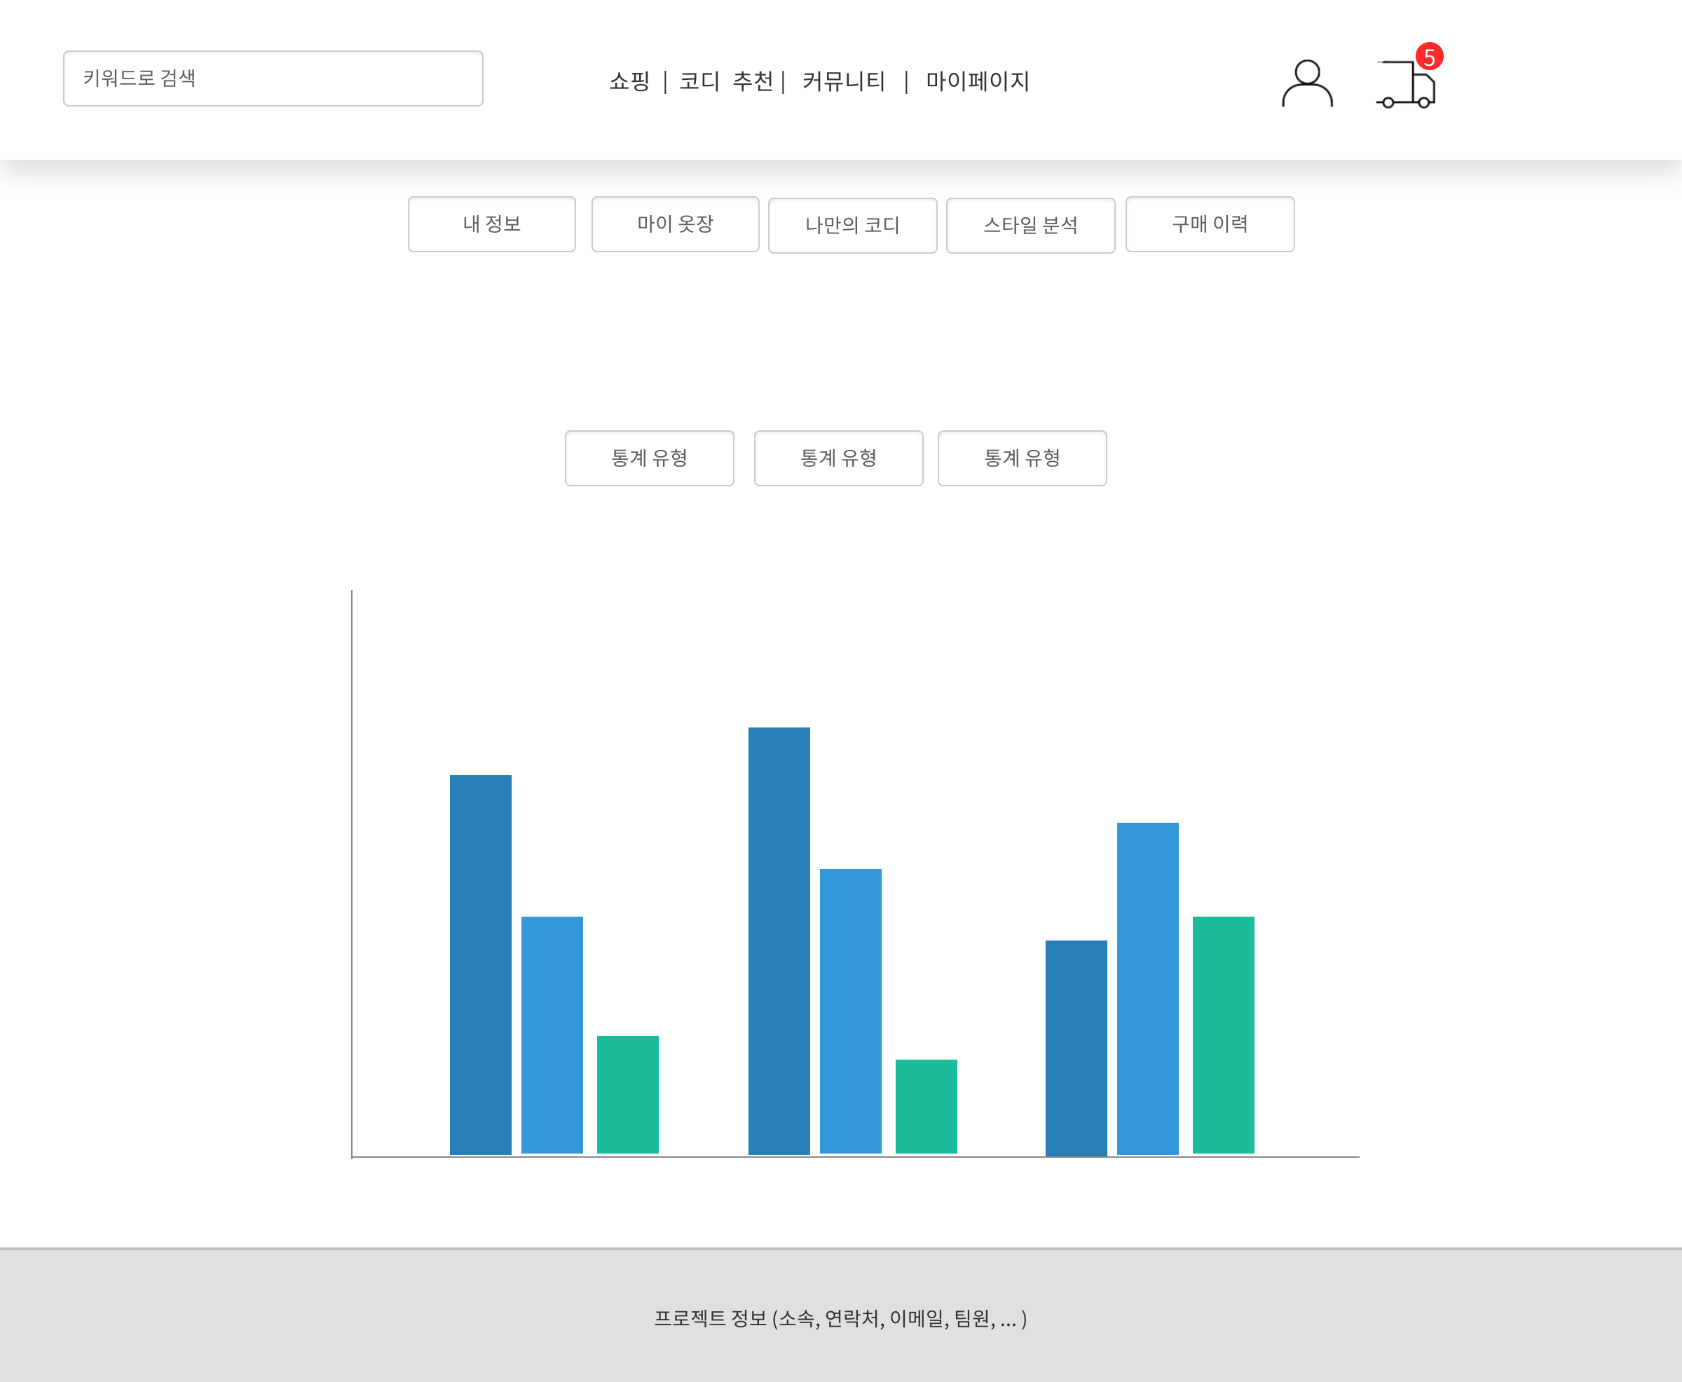 키워드로 검색
쇼핑 | 코디 추천 | 커뮤니티 | 마이페이지
5
내 정보
마이 옷장
나만의 코디
스타일 분석
구매 이력
통계 유형
통계 유형
통계 유형
프로젝트 정보 (소속, 연락처, 이메일, 팀원, ... )